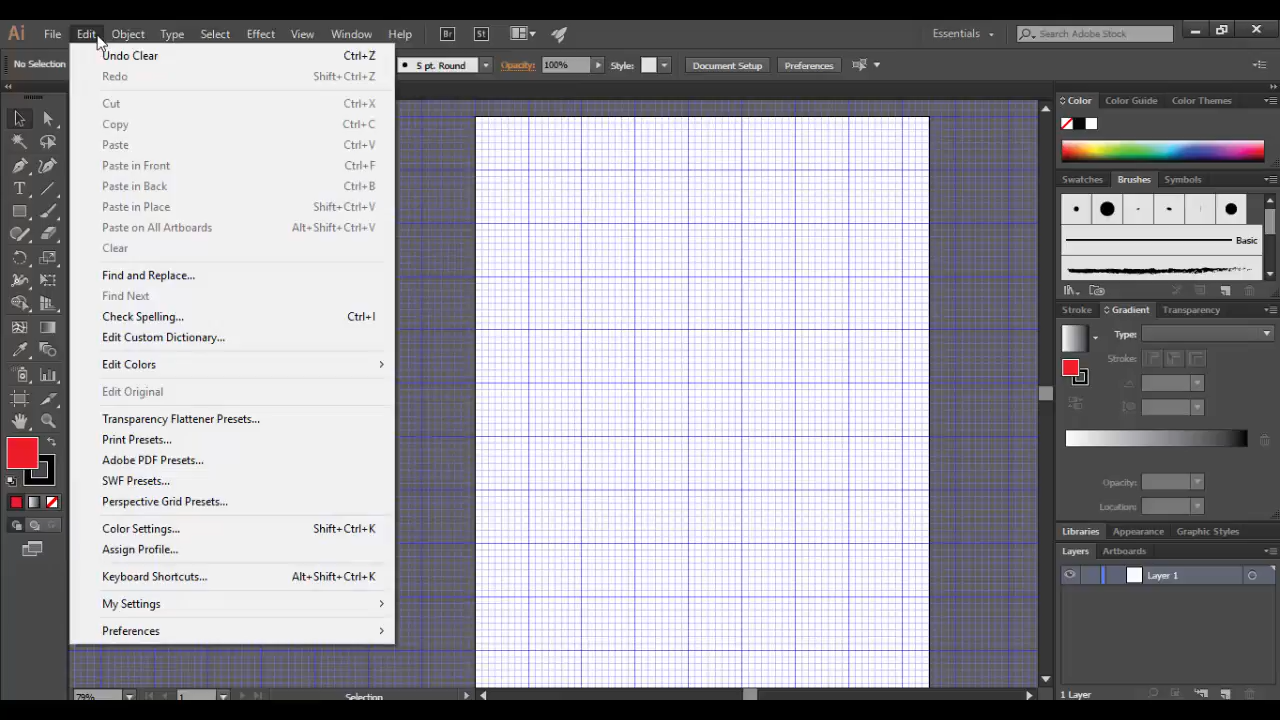 Ai File Edit Object Type Select Effect View Window Help Br St Essentials Search Adobe Stock
No Selection 5 pt. Round Opacity: 100% Style: Document Setup Preferences
Undo Clear Ctrl+Z
Redo Shift+Ctrl+Z
Cut Ctrl+X
Copy Ctrl+C
Paste Ctrl+V
Paste in Front Ctrl+F
Paste in Back Ctrl+B
Paste in Place Shift+Ctrl+V
Paste on All Artboards Alt+Shift+Ctrl+V
Clear
Find and Replace...
Find Next
Check Spelling... Ctrl+I
Edit Custom Dictionary...
Edit Colors
Edit Original
Transparency Flattener Presets...
Print Presets...
Adobe PDF Presets...
SWF Presets...
Perspective Grid Presets...
Color Settings... Shift+Ctrl+K
Assign Profile...
Keyboard Shortcuts... Alt+Shift+Ctrl+K
My Settings
Preferences
Color Color Guide Color Themes
Swatches Brushes Symbols
Basic
Stroke Gradient Transparency
Type:
Stroke:
Opacity:
Location:
Libraries Appearance Graphic Styles
Layers Artboards
Layer 1
1 Layer
79% 1 Selection